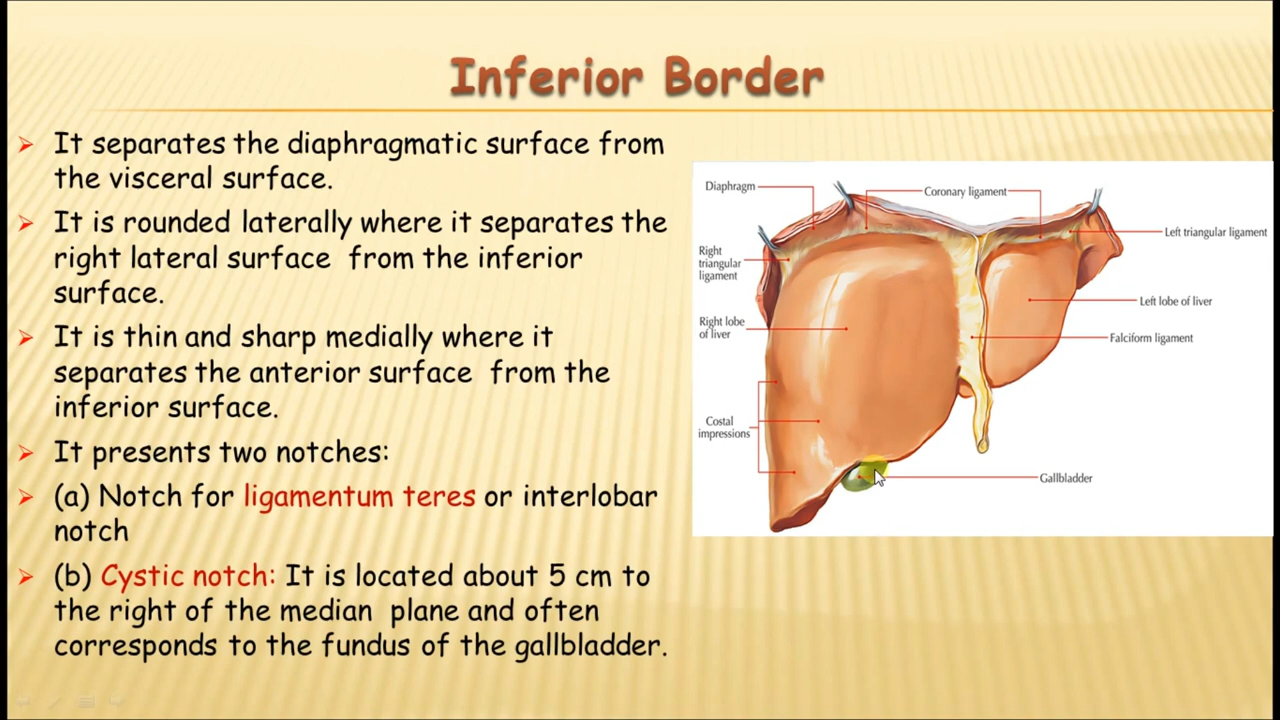 Inferior Border
➢ It separates the diaphragmatic surface from
the visceral surface.
➢ It is rounded laterally where it separates the
right lateral surface from the inferior
surface.
➢ It is thin and sharp medially where it
separates the anterior surface from the
inferior surface.
➢ It presents two notches:
➢ (a) Notch for ligamentum teres or interlobar
notch
➢ (b) Cystic notch: It is located about 5 cm to
the right of the median plane and often
corresponds to the fundus of the gallbladder.
Diaphragm
Coronary ligament
Left triangular ligament
Right
triangular
ligament
Left lobe of liver
Right lobe
of liver
Falciform ligament
Costal
impressions
Gallbladder